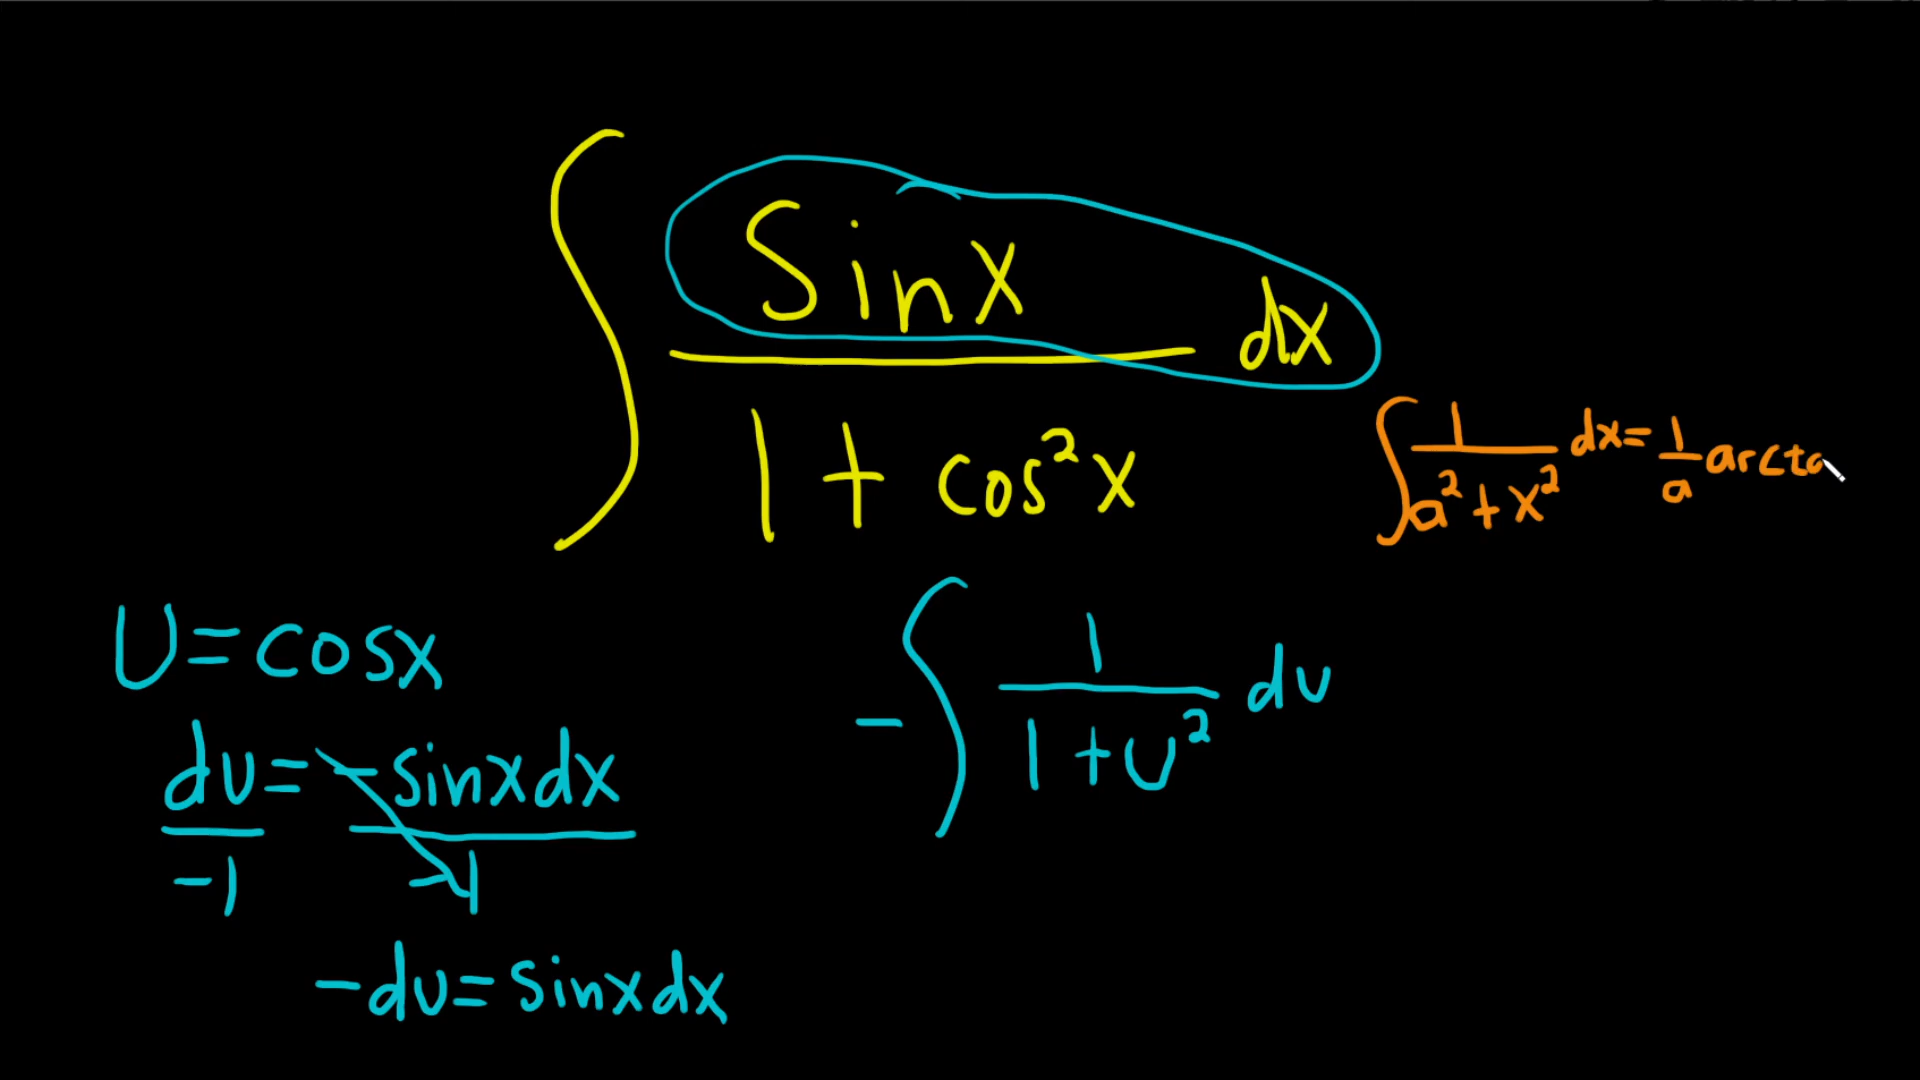 ∫ Sinx / (1 + cos²x) dx
∫ 1 / (a² + x²) dx = 1/a arcta
U = cosx
du = -sinxdx
-1 -1
-du = sinxdx
- ∫ 1 / (1 + u²) du